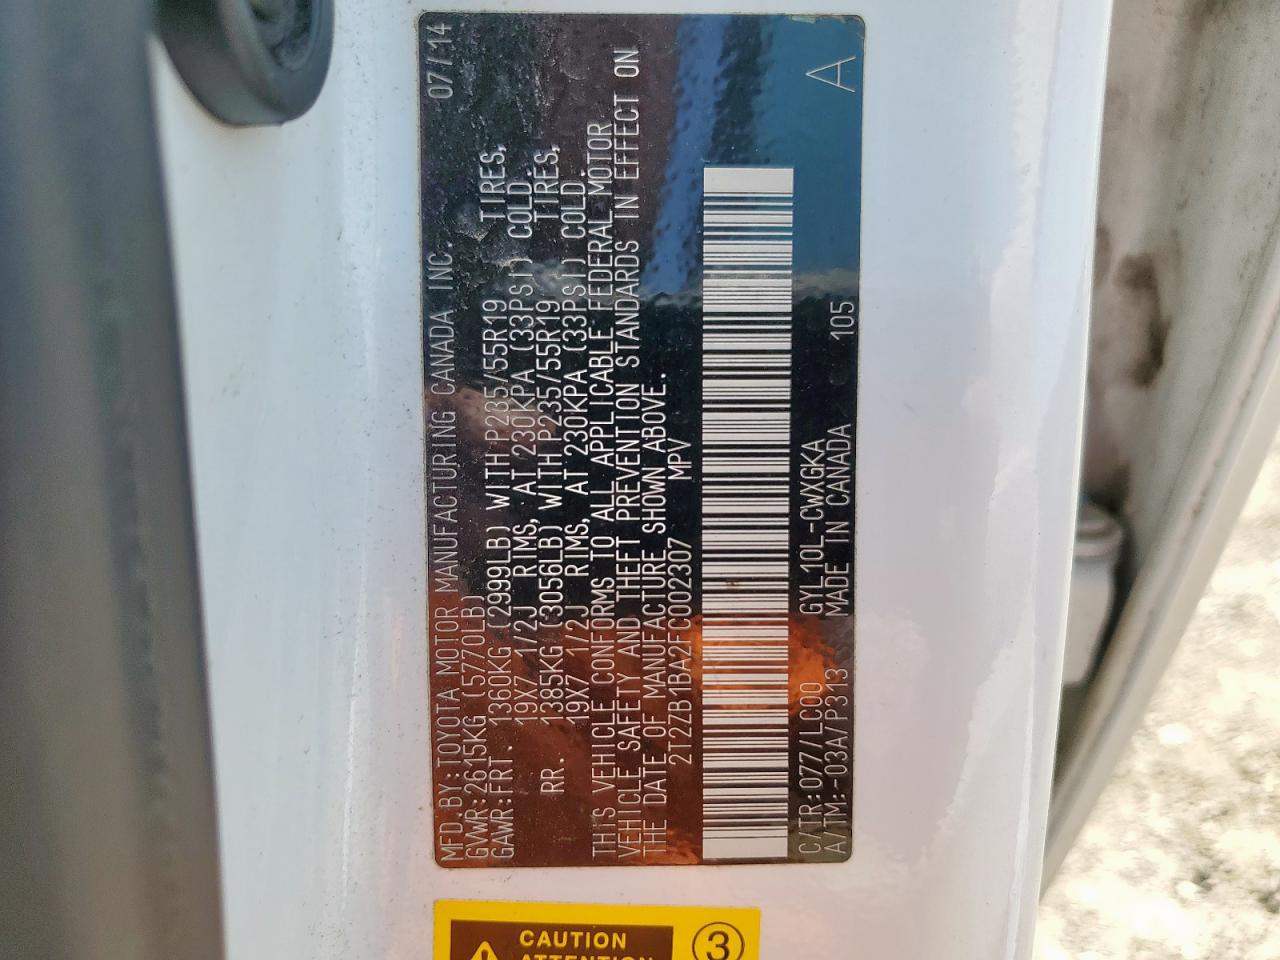 MFD.BY:TOYOTA MOTOR MANUFACTURING CANADA INC. 07/14
GVWR:2615KG (5770LB)
GAWR:FRT. 1360KG (2999LB) WITH P235/55R19 TIRES,
19X7 1/2J RIMS, AT 230KPA (33PSI) COLD.
RR. 1385KG (3056LB) WITH P235/55R19 TIRES,
19X7 1/2J RIMS, AT 230KPA (33PSI) COLD.
THIS VEHICLE CONFORMS TO ALL APPLICABLE FEDERAL MOTOR
VEHICLE SAFETY AND THEFT PREVENTION STANDARDS IN EFFECT ON
THE DATE OF MANUFACTURE SHOWN ABOVE.
2T2ZB1BA2FC002307 MPV
C/TR:077/LC00 GYL10L-CWXGKA
A/TM:-03A/P313 MADE IN CANADA 105
A
CAUTION
ATTENTION
3